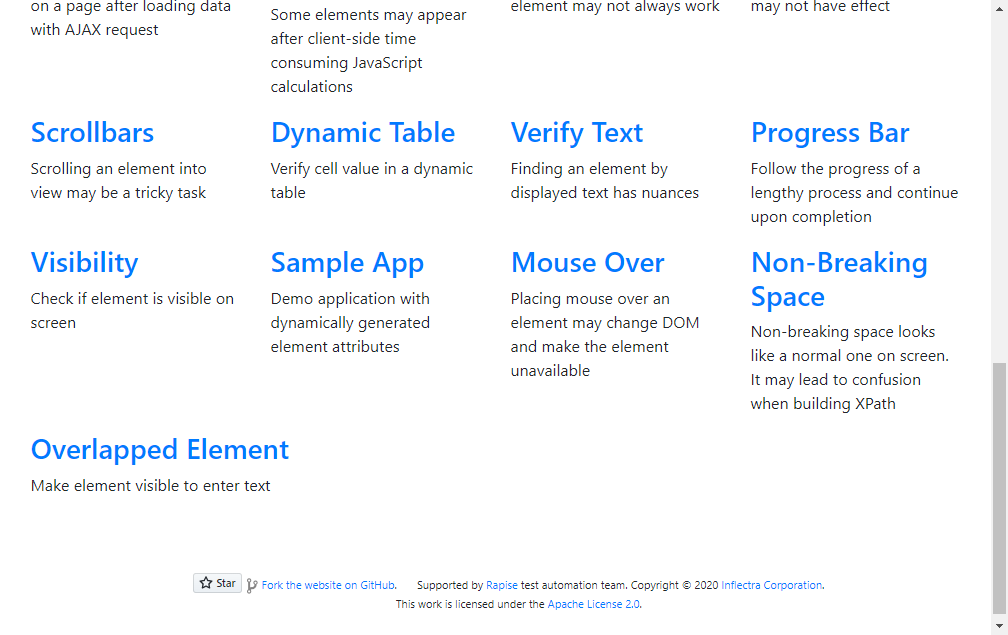 on a page after loading data
with AJAX request
Some elements may appear
after client-side time
consuming JavaScript
calculations
element may not always work
may not have effect
Scrollbars
Scrolling an element into
view may be a tricky task
Dynamic Table
Verify cell value in a dynamic
table
Verify Text
Finding an element by
displayed text has nuances
Progress Bar
Follow the progress of a
lengthy process and continue
upon completion
Visibility
Check if element is visible on
screen
Sample App
Demo application with
dynamically generated
element attributes
Mouse Over
Placing mouse over an
element may change DOM
and make the element
unavailable
Non-Breaking
Space
Non-breaking space looks
like a normal one on screen.
It may lead to confusion
when building XPath
Overlapped Element
Make element visible to enter text
Star Fork the website on GitHub. Supported by Rapise test automation team. Copyright © 2020 Inflectra Corporation.
This work is licensed under the Apache License 2.0.